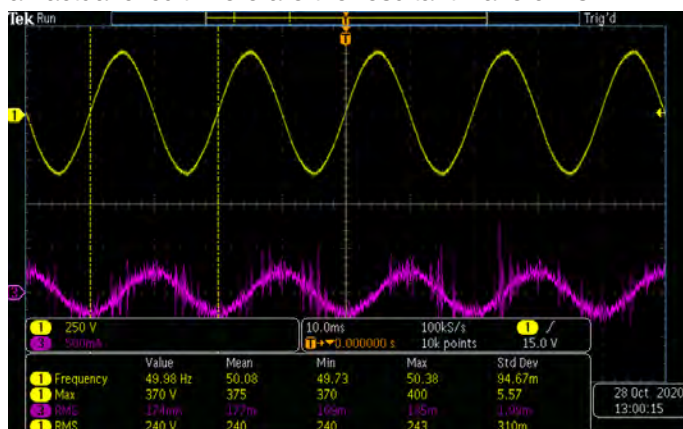 Tek Run
Trig'd
T
T
1
3
1 250 V
3 500mA
10.0ms
100kS/s
1 /
T→▼0.000000 s
10k points
15.0 V
Value Mean Min Max Std Dev
1 Frequency 49.98 Hz 50.08 49.73 50.38 94.67m
1 Max 370 V 375 370 400 5.57
3 RMS
1 RMS 240 V 240 240 243 310m
28 Oct 2020
13:00:15